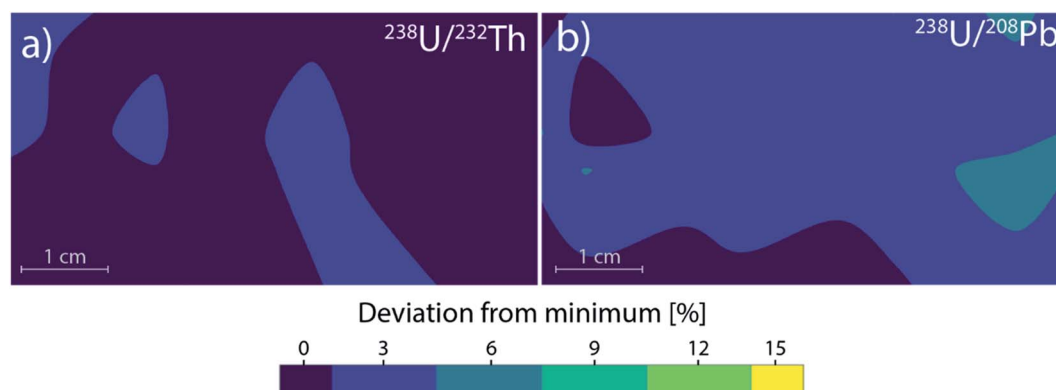 a)
²³⁸U/²³²Th
b)
²³⁸U/²⁰⁸Pb
1 cm
1 cm
Deviation from minimum [%]
0 3 6 9 12 15